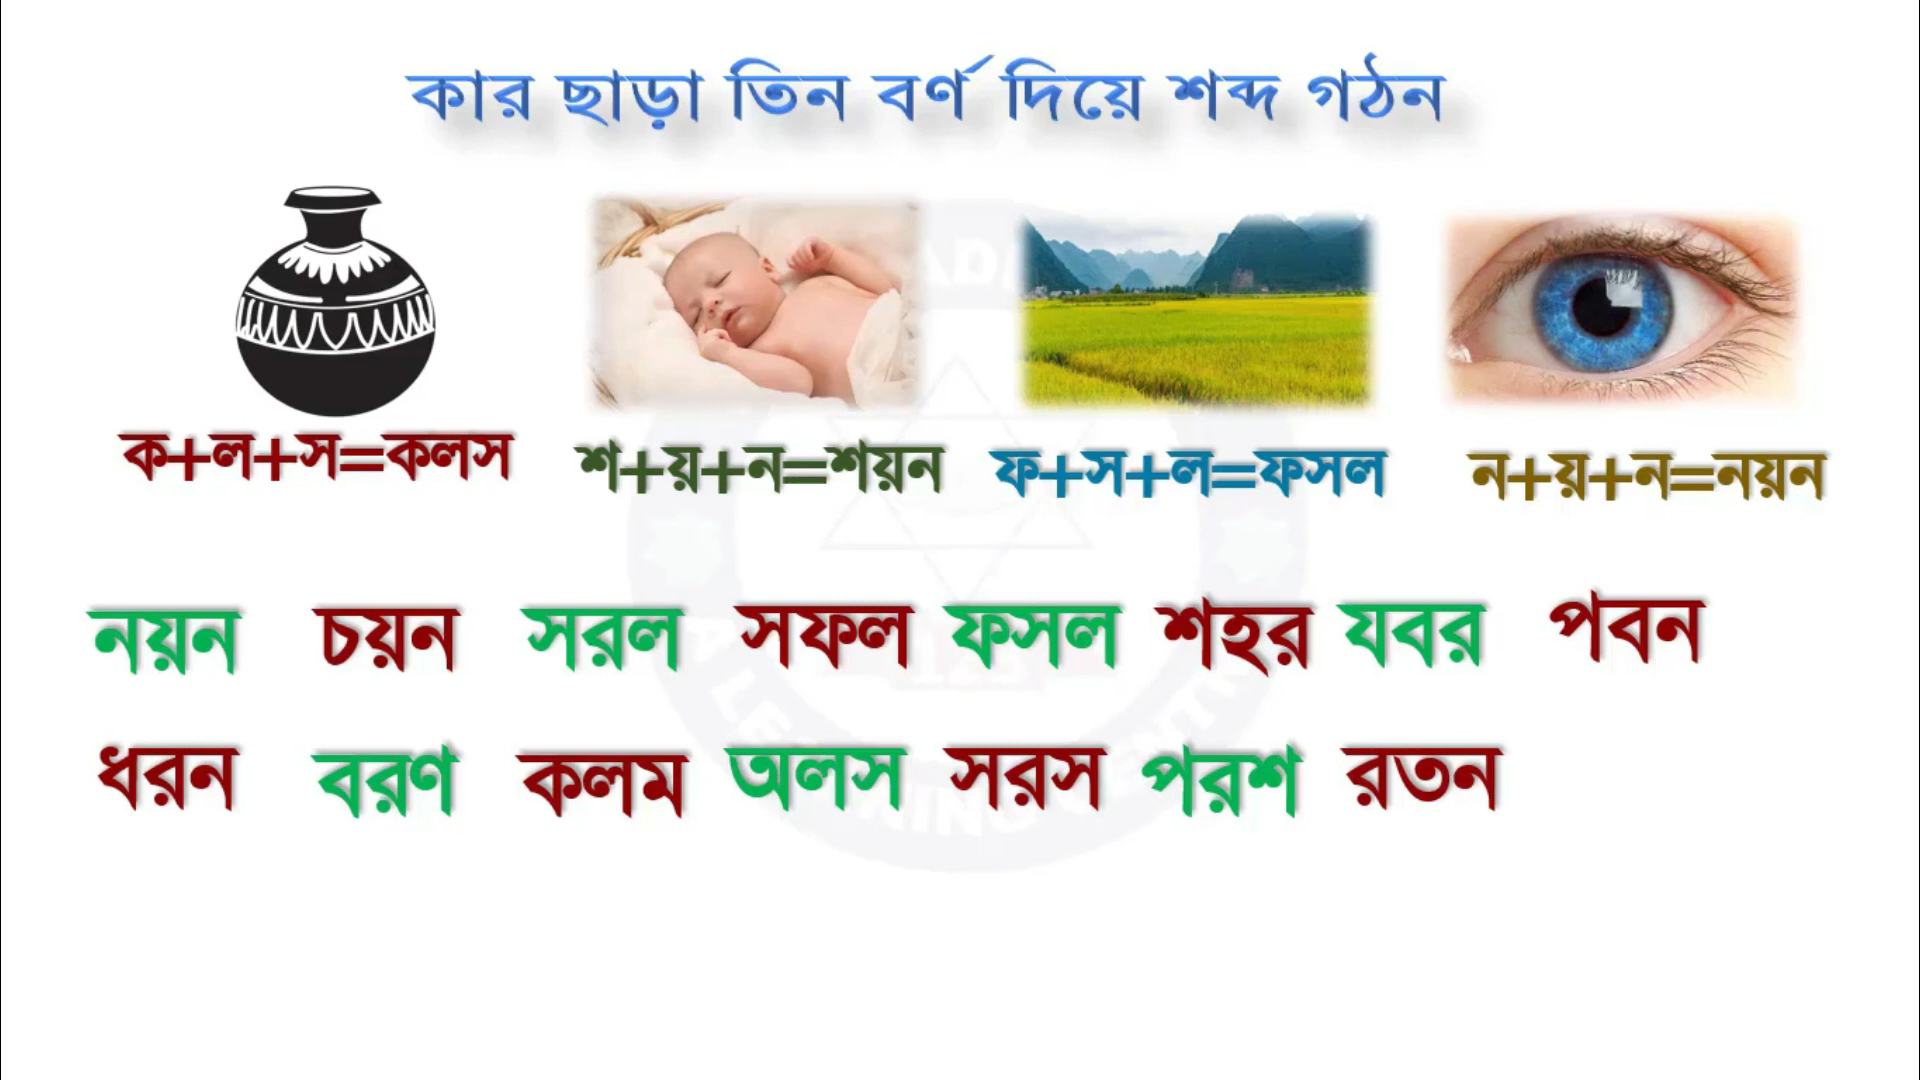 কার ছাড়া তিন বর্ণ দিয়ে শব্দ গঠন
ক+ল+স=কলস শ+য়+ন=শয়ন ফ+স+ল=ফসল ন+য়+ন=নয়ন
নয়ন চয়ন সরল সফল ফসল শহর যবর পবন
ধরন বরণ কলম অলস সরস পরশ রতন